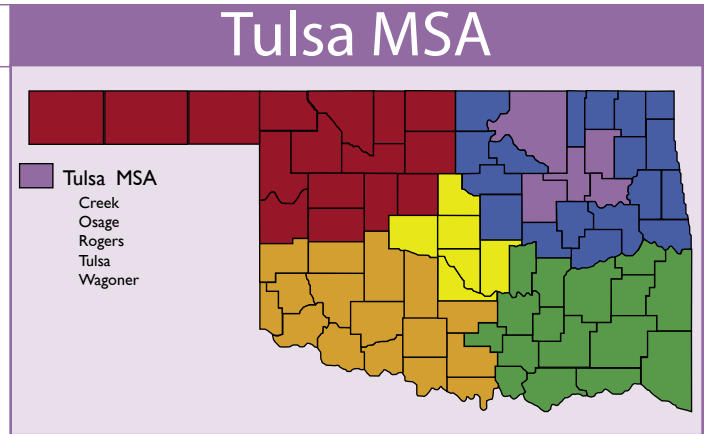 Tulsa MSA
Tulsa MSA
Creek
Osage
Rogers
Tulsa
Wagoner